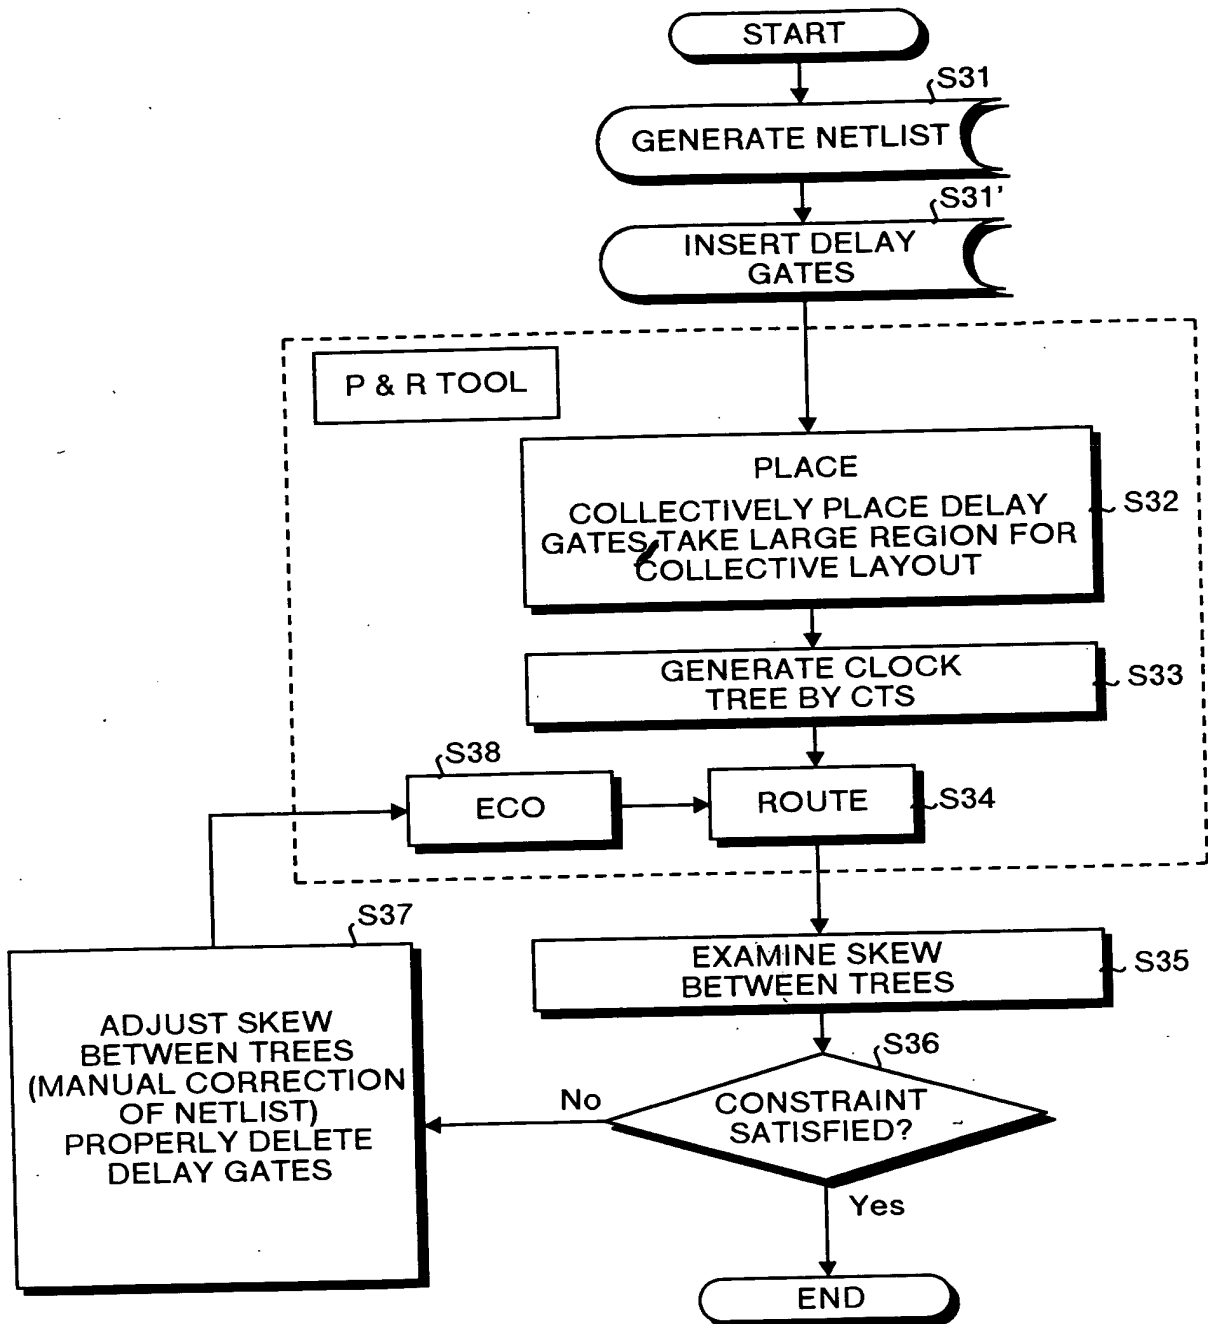 START
S31
GENERATE NETLIST
S31'
INSERT DELAY
GATES
P & R TOOL
PLACE
COLLECTIVELY PLACE DELAY
GATES, TAKE LARGE REGION FOR
COLLECTIVE LAYOUT
S32
GENERATE CLOCK
TREE BY CTS
S33
S38
ECO
ROUTE
S34
S37
EXAMINE SKEW
BETWEEN TREES
S35
ADJUST SKEW
BETWEEN TREES
(MANUAL CORRECTION
OF NETLIST)
PROPERLY DELETE
DELAY GATES
S36
No
CONSTRAINT
SATISFIED?
Yes
END